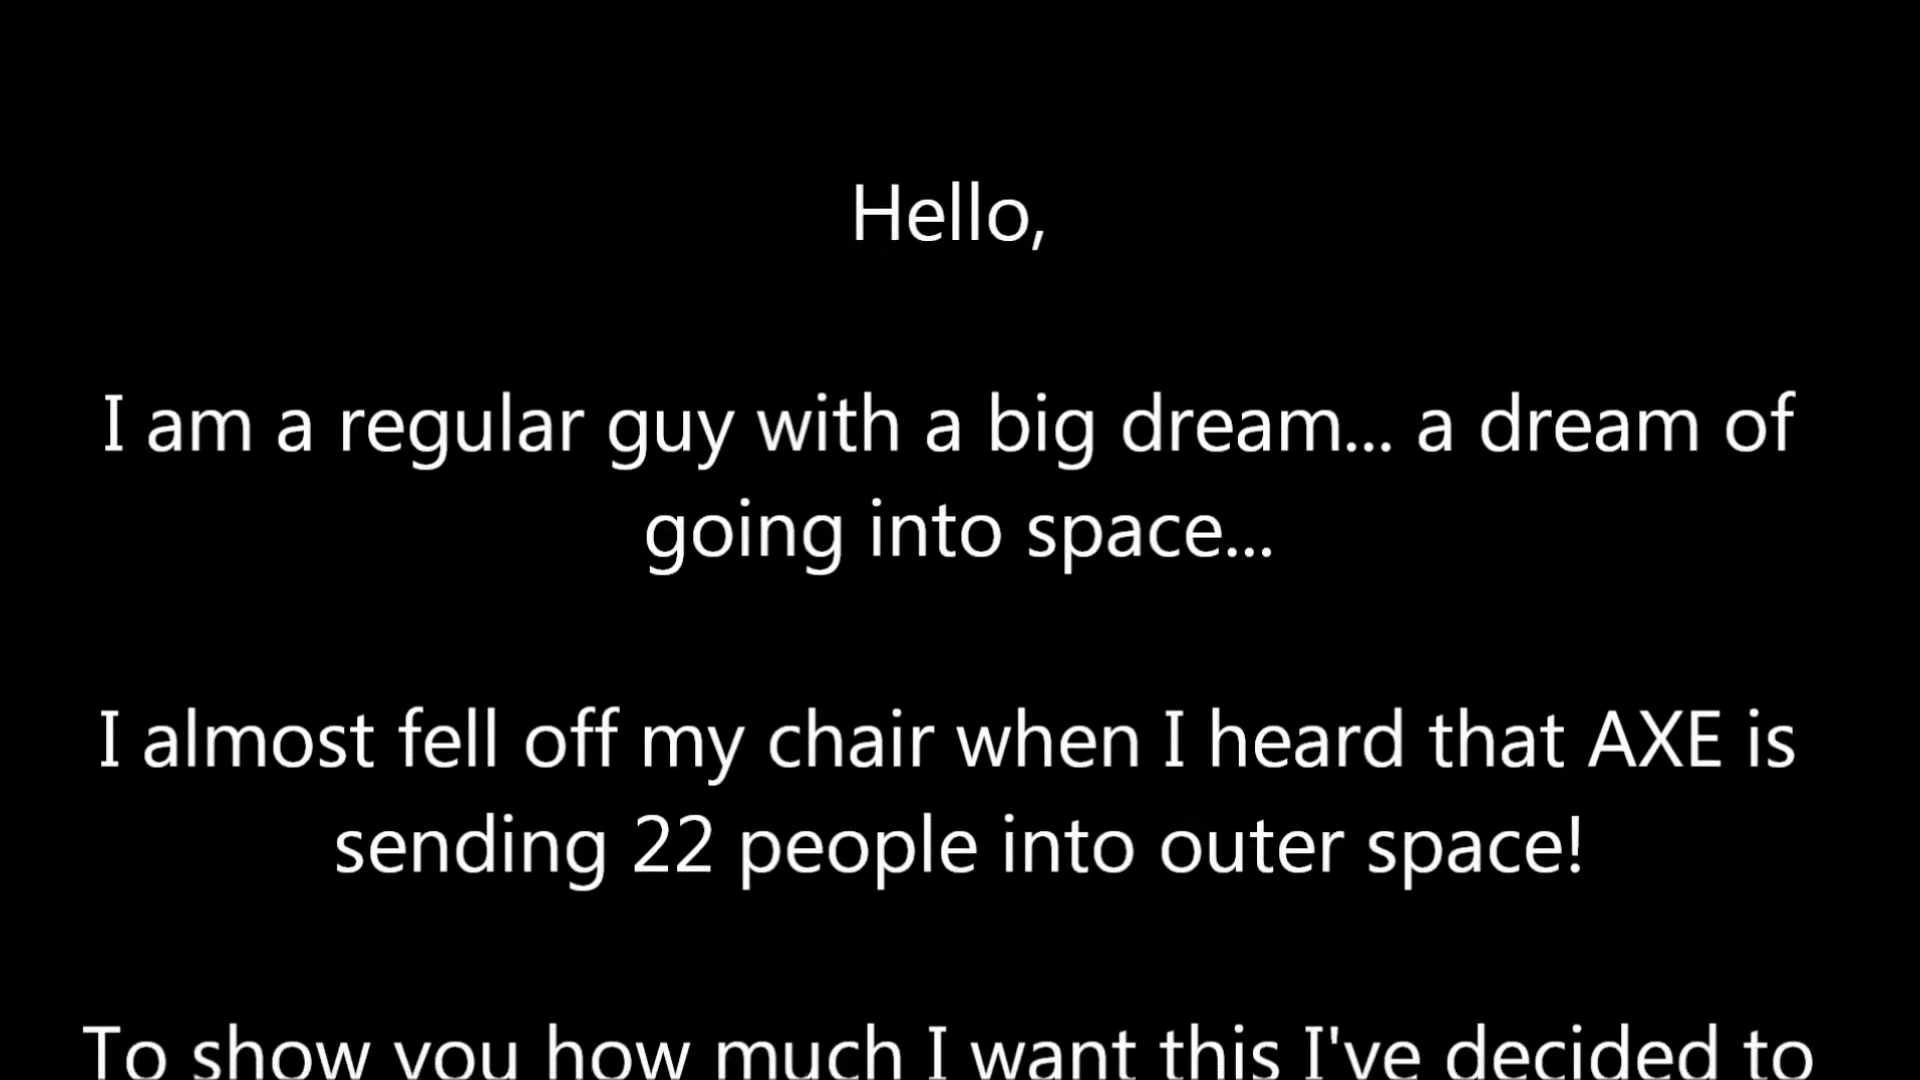 Hello,
I am a regular guy with a big dream... a dream of
going into space...
I almost fell off my chair when I heard that AXE is
sending 22 people into outer space!
To show you how much I want this I've decided to